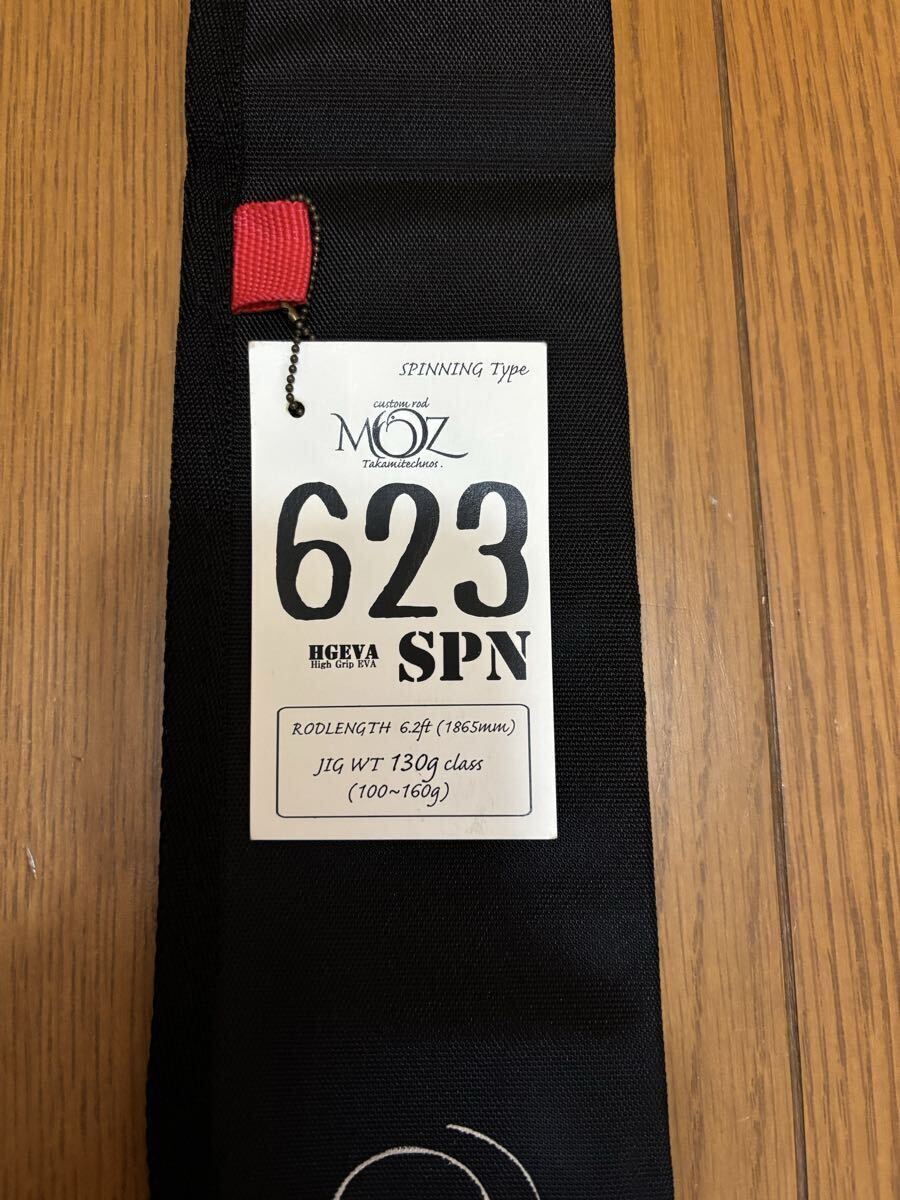 SPINNING Type
custom rod
MOZ
Takamitechnos.
623
HGEVA
High Grip EVA
SPN
RODLENGTH 6.2ft (1865mm)
JIG WT 130g class
(100~160g)